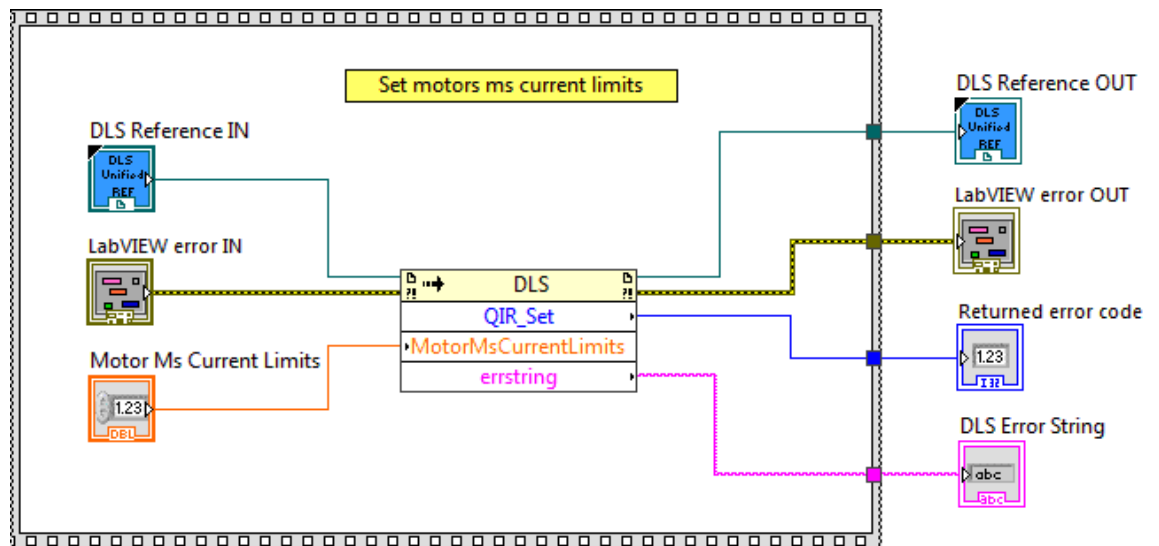 Set motors ms current limits
DLS Reference IN
DLS
Unified
REF
LabVIEW error IN
Motor Ms Current Limits
1.23
DBL
DLS
QIR_Set
MotorMsCurrentLimits
errstring
DLS Reference OUT
DLS
Unified
REF
LabVIEW error OUT
Returned error code
1.23
I32
DLS Error String
abc
abc